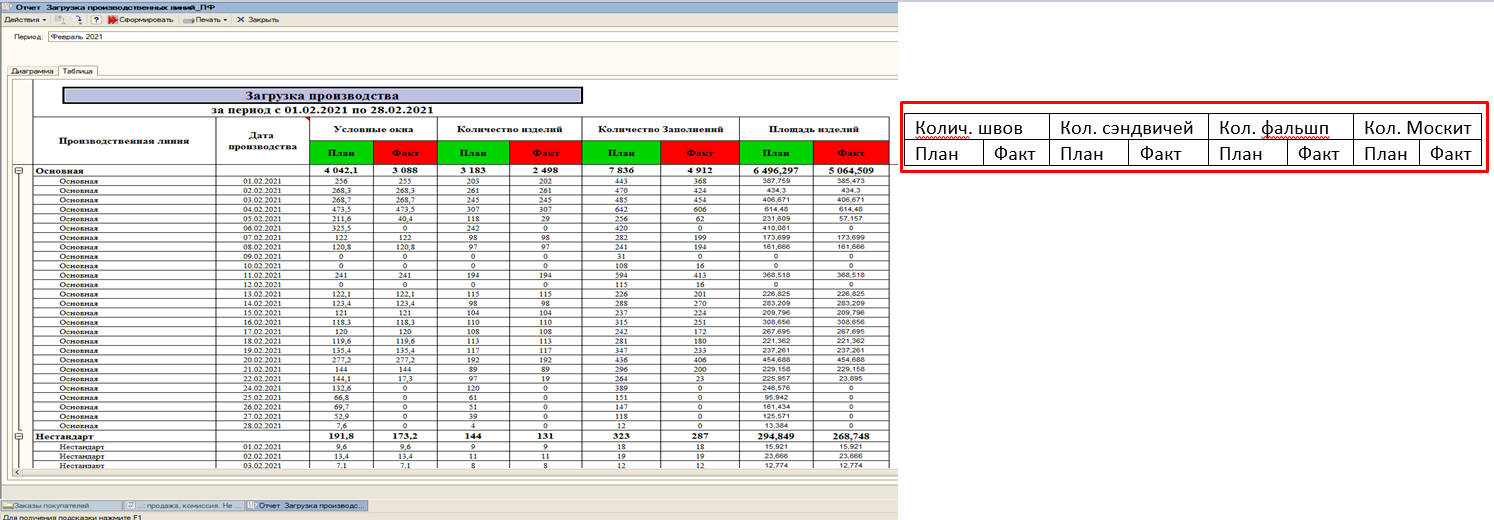 Отчет Загрузка производственных линий_ПФ
Действия Сформировать Печать Закрыть
Период: Февраль 2021
Диаграмма Таблица
Загрузка производства
за период с 01.02.2021 по 28.02.2021
Производственная линия Дата производства Условные окна Количество изделий Количество Заполнений Площадь изделий
План Факт План Факт План Факт План Факт
Колич. швов Кол. сэндвичей Кол. фальшп Кол. Москит
План Факт План Факт План Факт План Факт
Основная 4 042,1 3 088 3 183 2 498 7 836 4 912 6 496,297 5 064,509
Основная 01.02.2021 256 255 203 202 443 368 387,759 385,473
Основная 02.02.2021 268,3 268,3 261 261 470 424 434,3 434,3
Основная 03.02.2021 268,7 268,7 245 245 485 454 406,671 406,671
Основная 04.02.2021 473,5 473,5 307 307 642 606 614,48 614,48
Основная 05.02.2021 211,6 40,4 118 29 256 62 231,609 57,157
Основная 06.02.2021 325,5 0 242 0 420 0 410,081 0
Основная 07.02.2021 122 122 98 98 282 199 173,699 173,699
Основная 08.02.2021 120,8 120,8 97 97 241 194 161,666 161,666
Основная 09.02.2021 0 0 0 0 31 0 0 0
Основная 10.02.2021 0 0 0 0 108 16 0 0
Основная 11.02.2021 241 241 194 194 594 413 368,518 368,518
Основная 12.02.2021 0 0 0 0 115 16 0 0
Основная 13.02.2021 122,1 122,1 115 115 226 201 226,825 226,825
Основная 14.02.2021 123,4 123,4 98 98 288 270 283,209 283,209
Основная 15.02.2021 121 121 104 104 237 224 209,796 209,796
Основная 16.02.2021 118,3 118,3 110 110 315 251 308,656 308,656
Основная 17.02.2021 120 120 108 108 242 172 267,695 267,695
Основная 18.02.2021 119,6 119,6 113 113 281 180 221,362 221,362
Основная 19.02.2021 135,4 135,4 117 117 347 233 237,261 237,261
Основная 20.02.2021 277,2 277,2 192 192 436 406 454,688 454,688
Основная 21.02.2021 144 144 89 89 296 200 229,158 229,158
Основная 22.02.2021 144,1 17,3 97 19 264 23 225,957 23,895
Основная 24.02.2021 132,6 0 120 0 389 0 246,576 0
Основная 25.02.2021 66,8 0 61 0 151 0 95,942 0
Основная 26.02.2021 69,7 0 51 0 147 0 161,434 0
Основная 27.02.2021 52,9 0 39 0 118 0 125,571 0
Основная 28.02.2021 7,6 0 4 0 12 0 13,384 0
Нестандарт 191,8 173,2 144 131 323 287 294,849 268,748
Нестандарт 01.02.2021 9,6 9,6 9 9 18 18 15,921 15,921
Нестандарт 02.02.2021 13,4 13,4 11 11 19 19 23,666 23,666
Нестандарт 03.02.2021 7,1 7,1 8 8 12 12 12,774 12,774
Заказы покупателей ...: продажа, комиссия. Не ... Отчет Загрузка производс...
Для получения подсказки нажмите F1